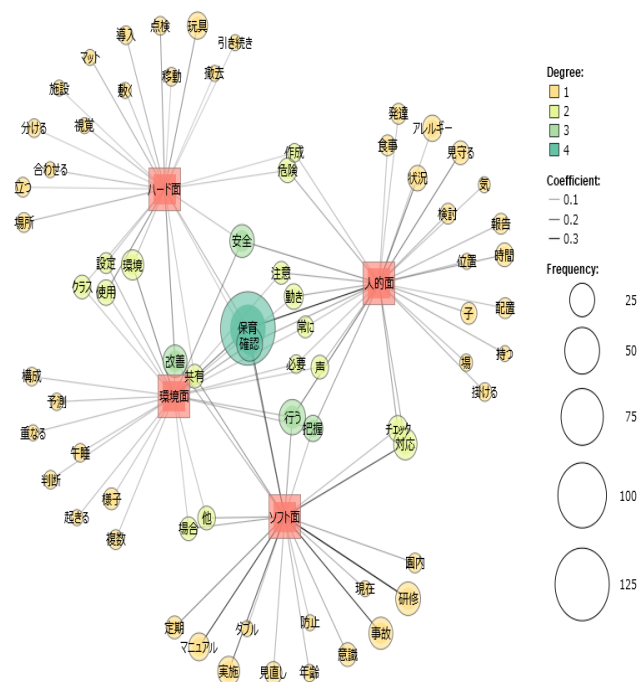 導入
点検
玩具
引き続き
マット
移動
撤去
施設
敷く
分ける
視覚
合わせる
立つ
場所
ハード面
作成
危険
発達
アレルギー
食事
見守る
状況
気
検討
報告
位置
時間
人的面
子
配置
場
持つ
掛ける
安全
設定
環境
クラス
使用
注意
動き
保育
確認
常に
改善
共有
必要
声
環境面
構成
予測
重なる
午睡
判断
様子
起きる
複数
行う
把握
チェック
対応
他
場合
ソフト面
園内
現在
研修
定期
マニュアル
ダブル
防止
事故
意識
実施
見直し
年齢
Degree:
1
2
3
4
Coefficient:
0.1
0.2
0.3
Frequency:
25
50
75
100
125